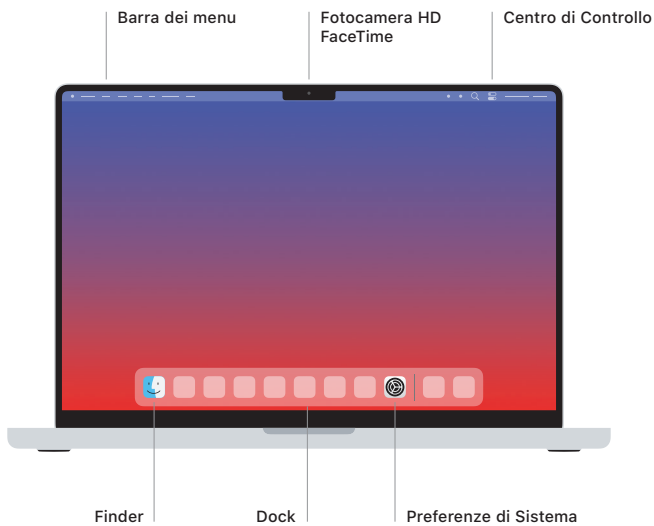 Barra dei menu
Fotocamera HD
FaceTime
Centro di Controllo
Finder
Dock
Preferenze di Sistema